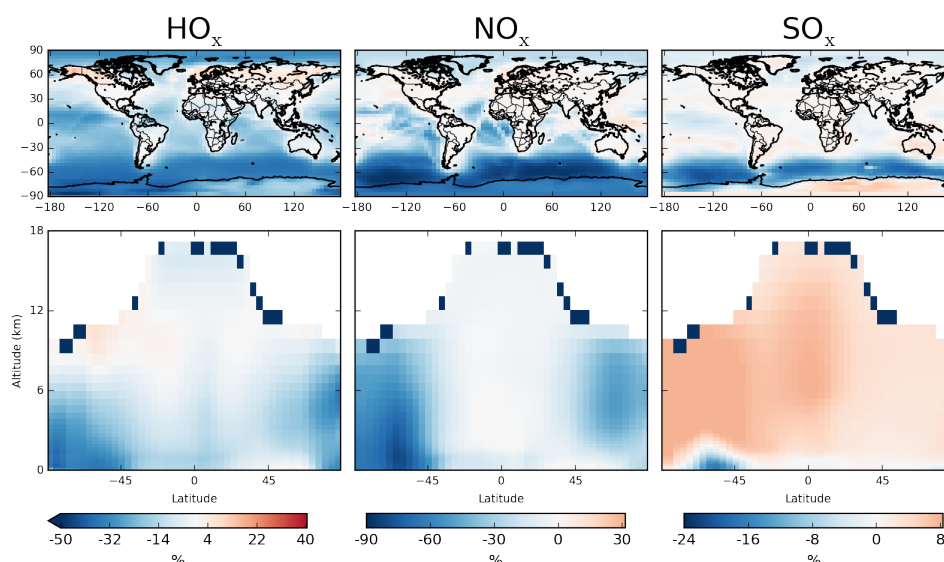 HOx NOx SOx
90
60
30
0
−30
−60
−90
−180 −120 −60 0 60 120 −180 −120 −60 0 60 120 −180 −120 −60 0 60 120
18
12
6
0
Altitude (km)
−45 0 45 −45 0 45 −45 0 45
Latitude Latitude Latitude
-50 -32 -14 4 22 40 -90 -60 -30 0 30 -24 -16 -8 0 8
% % %